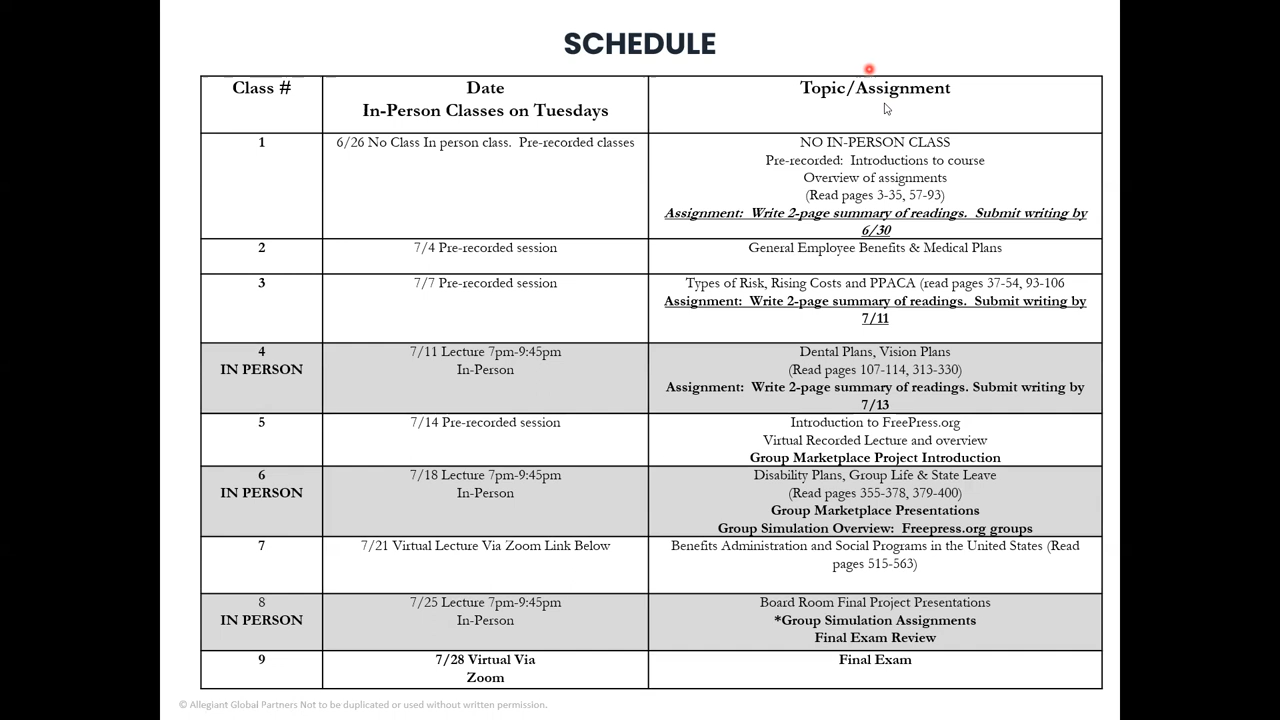 SCHEDULE
Class #
Date
In-Person Classes on Tuesdays
Topic/Assignment
1
6/26 No Class In person class. Pre-recorded classes
NO IN-PERSON CLASS
Pre-recorded: Introductions to course
Overview of assignments
(Read pages 3-35, 57-93)
Assignment: Write 2-page summary of readings. Submit writing by
6/30
2
7/4 Pre-recorded session
General Employee Benefits & Medical Plans
3
7/7 Pre-recorded session
Types of Risk, Rising Costs and PPACA (read pages 37-54, 93-106
Assignment: Write 2-page summary of readings. Submit writing by
7/11
4
IN PERSON
7/11 Lecture 7pm-9:45pm
In-Person
Dental Plans, Vision Plans
(Read pages 107-114, 313-330)
Assignment: Write 2-page summary of readings. Submit writing by
7/13
5
7/14 Pre-recorded session
Introduction to FreePress.org
Virtual Recorded Lecture and overview
Group Marketplace Project Introduction
6
IN PERSON
7/18 Lecture 7pm-9:45pm
In-Person
Disability Plans, Group Life & State Leave
(Read pages 355-378, 379-400)
Group Marketplace Presentations
Group Simulation Overview: Freepress.org groups
7
7/21 Virtual Lecture Via Zoom Link Below
Benefits Administration and Social Programs in the United States (Read
pages 515-563)
8
IN PERSON
7/25 Lecture 7pm-9:45pm
In-Person
Board Room Final Project Presentations
*Group Simulation Assignments
Final Exam Review
9
7/28 Virtual Via
Zoom
Final Exam
© Allegiant Global Partners Not to be duplicated or used without written permission.